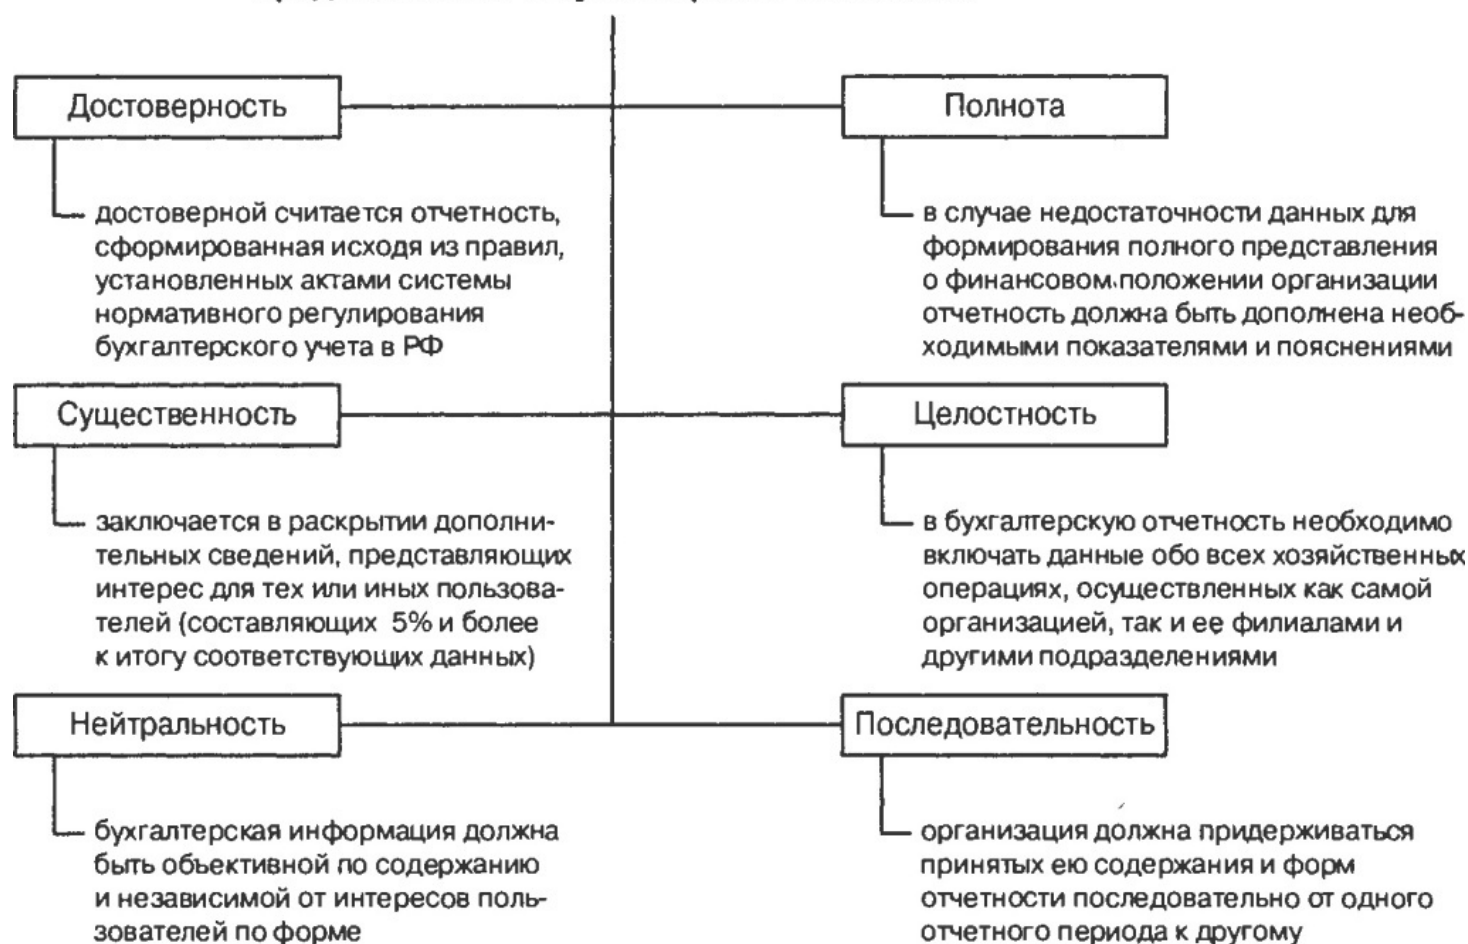 Достоверность
достоверной считается отчетность,
сформированная исходя из правил,
установленных актами системы
нормативного регулирования
бухгалтерского учета в РФ
Полнота
в случае недостаточности данных для
формирования полного представления
о финансовом положении организации
отчетность должна быть дополнена необ-
ходимыми показателями и пояснениями
Существенность
заключается в раскрытии дополни-
тельных сведений, представляющих
интерес для тех или иных пользова-
телей (составляющих 5% и более
к итогу соответствующих данных)
Целостность
в бухгалтерскую отчетность необходимо
включать данные обо всех хозяйственных
операциях, осуществленных как самой
организацией, так и ее филиалами и
другими подразделениями
Нейтральность
бухгалтерская информация должна
быть объективной по содержанию
и независимой от интересов поль-
зователей по форме
Последовательность
организация должна придерживаться
принятых ею содержания и форм
отчетности последовательно от одного
отчетного периода к другому